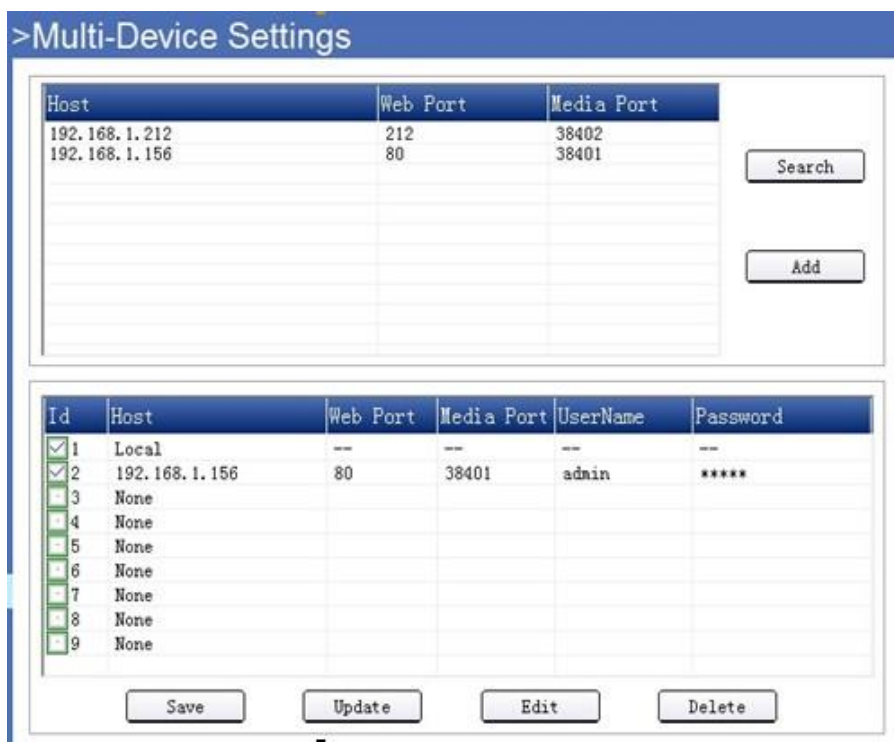 >Multi-Device Settings
Host Web Port Media Port
192.168.1.212 212 38402
192.168.1.156 80 38401
Search
Add
Id Host Web Port Media Port UserName Password
1 Local -- -- -- --
2 192.168.1.156 80 38401 admin *****
3 None
4 None
5 None
6 None
7 None
8 None
9 None
Save Update Edit Delete